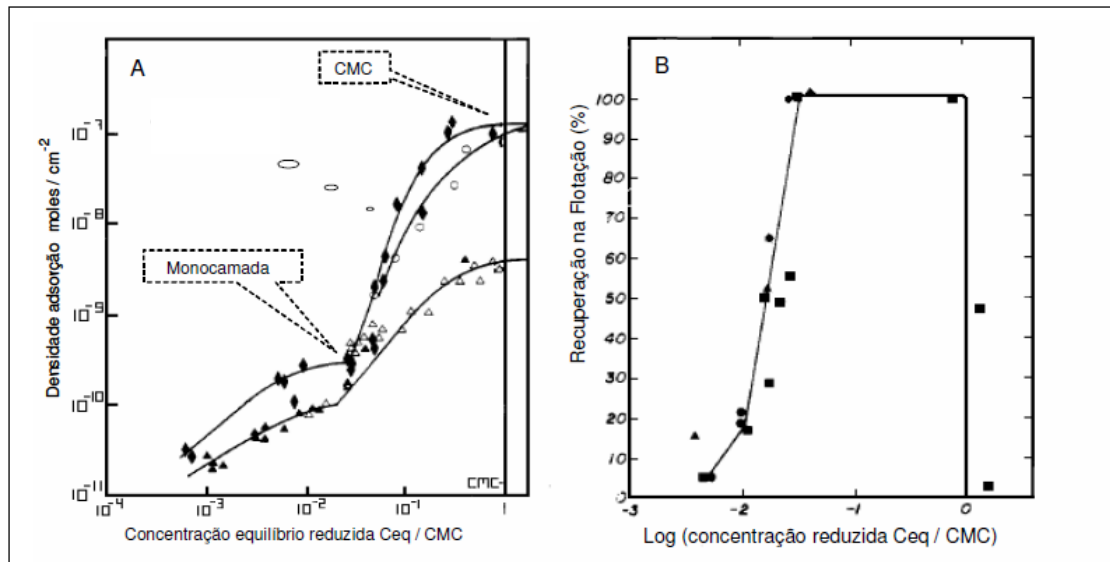 A
CMC
Monocamada
Densidade adsorção moles / cm⁻²
10⁻⁷
10⁻⁸
10⁻⁹
10⁻¹⁰
10⁻¹¹
10⁻⁴
10⁻³
10⁻²
10⁻¹
1
CMC
Concentração equilíbrio reduzida Ceq / CMC
B
Recuperação na Flotação (%)
100
90
80
70
60
50
40
30
20
10
0
-3
-2
-1
0
Log (concentração reduzida Ceq / CMC)